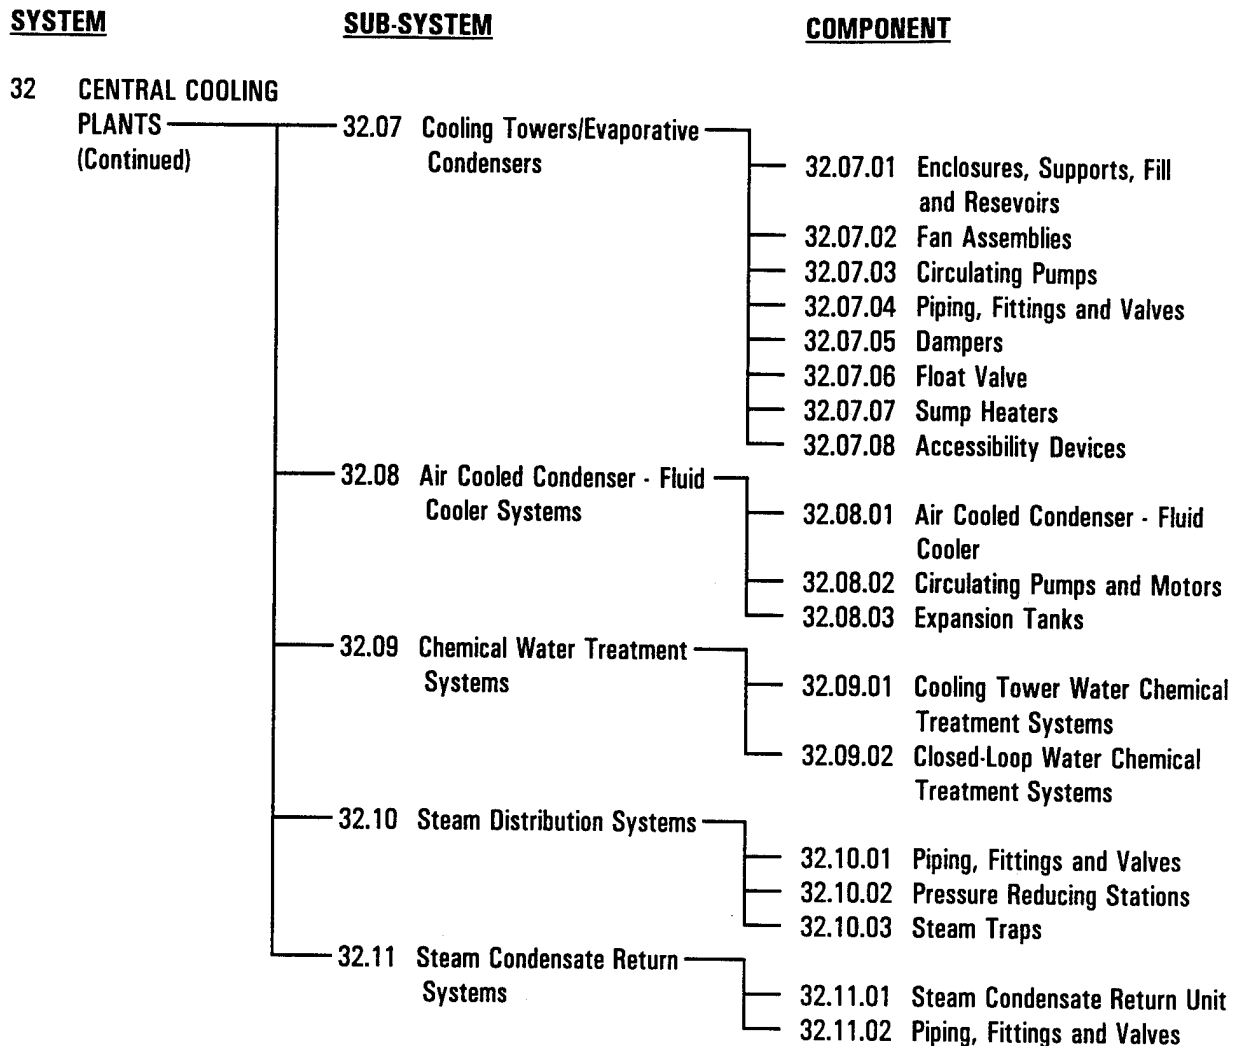 SYSTEM SUB-SYSTEM COMPONENT
32 CENTRAL COOLING
PLANTS 32.07 Cooling Towers/Evaporative
(Continued) Condensers
32.07.01 Enclosures, Supports, Fill
and Resevoirs
32.07.02 Fan Assemblies
32.07.03 Circulating Pumps
32.07.04 Piping, Fittings and Valves
32.07.05 Dampers
32.07.06 Float Valve
32.07.07 Sump Heaters
32.07.08 Accessibility Devices
32.08 Air Cooled Condenser - Fluid
Cooler Systems
32.08.01 Air Cooled Condenser - Fluid
Cooler
32.08.02 Circulating Pumps and Motors
32.08.03 Expansion Tanks
32.09 Chemical Water Treatment
Systems
32.09.01 Cooling Tower Water Chemical
Treatment Systems
32.09.02 Closed-Loop Water Chemical
Treatment Systems
32.10 Steam Distribution Systems
32.10.01 Piping, Fittings and Valves
32.10.02 Pressure Reducing Stations
32.10.03 Steam Traps
32.11 Steam Condensate Return
Systems
32.11.01 Steam Condensate Return Unit
32.11.02 Piping, Fittings and Valves